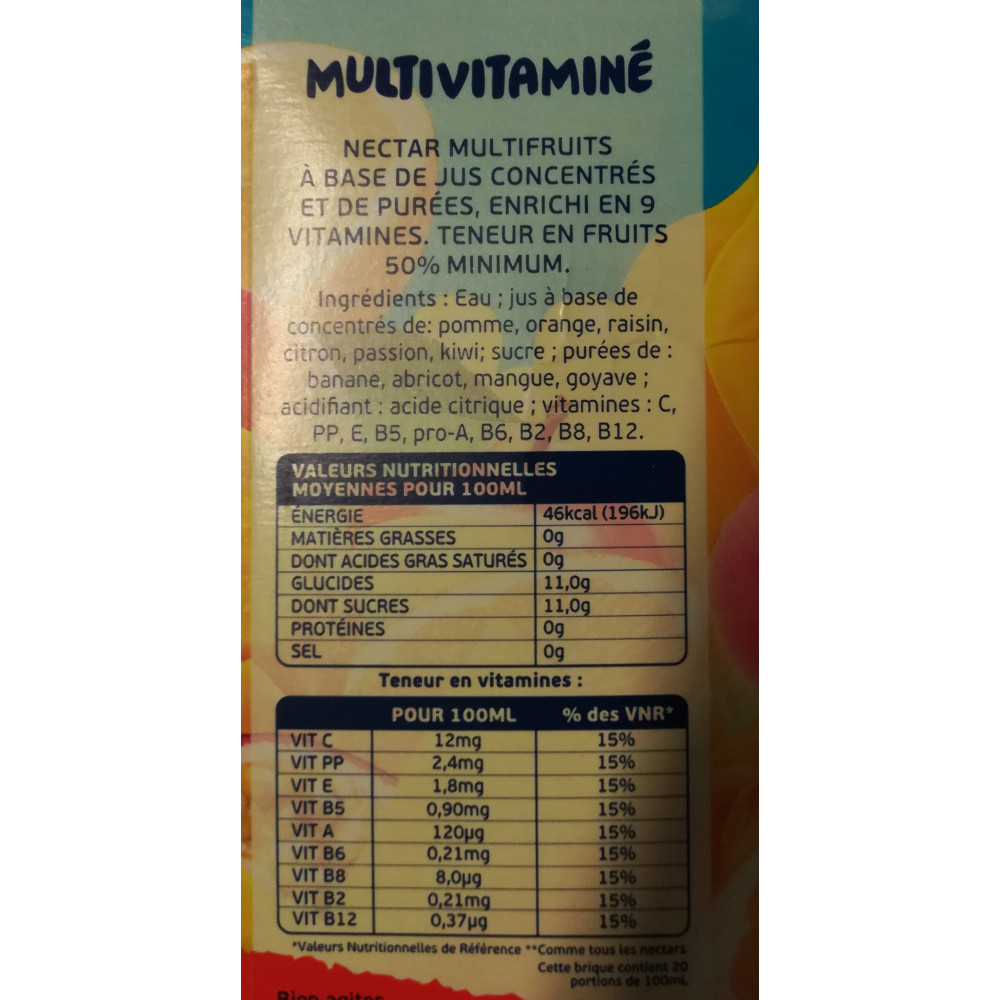 MULTIVITAMINÉ
NECTAR MULTIFRUITS
À BASE DE JUS CONCENTRÉS
ET DE PURÉES, ENRICHI EN 9
VITAMINES. TENEUR EN FRUITS
50% MINIMUM.
Ingrédients : Eau ; jus à base de
concentrés de: pomme, orange, raisin,
citron, passion, kiwi; sucre ; purées de :
banane, abricot, mangue, goyave ;
acidifiant : acide citrique ; vitamines : C,
PP, E, B5, pro-A, B6, B2, B8, B12.
VALEURS NUTRITIONNELLES
MOYENNES POUR 100ML
ÉNERGIE 46kcal (196kJ)
MATIÈRES GRASSES 0g
DONT ACIDES GRAS SATURÉS 0g
GLUCIDES 11,0g
DONT SUCRES 11,0g
PROTÉINES 0g
SEL 0g
Teneur en vitamines :
POUR 100ML % des VNR*
VIT C 12mg 15%
VIT PP 2,4mg 15%
VIT E 1,8mg 15%
VIT B5 0,90mg 15%
VIT A 120µg 15%
VIT B6 0,21mg 15%
VIT B8 8,0µg 15%
VIT B2 0,21mg 15%
VIT B12 0,37µg 15%
*Valeurs Nutritionnelles de Référence **Comme tous les nectars
Cette brique contient 20
portions de 100mL
Bien agiter